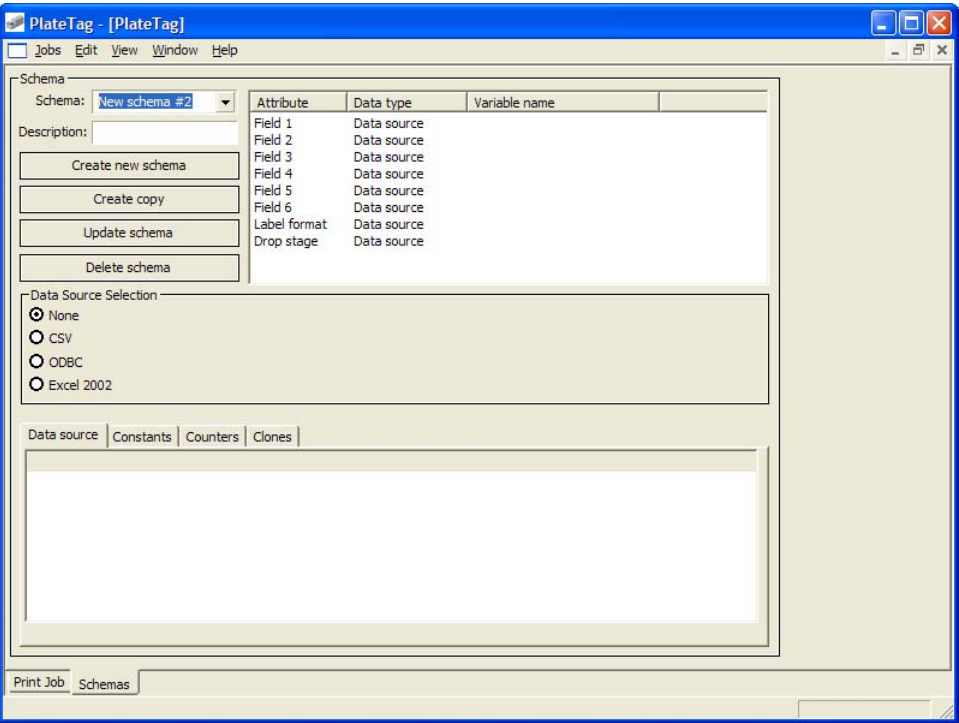 PlateTag - [PlateTag]
Jobs Edit View Window Help
Schema
Schema: New schema #2
Description:
Create new schema
Create copy
Update schema
Delete schema
Attribute Data type Variable name
Field 1 Data source
Field 2 Data source
Field 3 Data source
Field 4 Data source
Field 5 Data source
Field 6 Data source
Label format Data source
Drop stage Data source
Data Source Selection
None
CSV
ODBC
Excel 2002
Data source Constants Counters Clones
Print Job Schemas